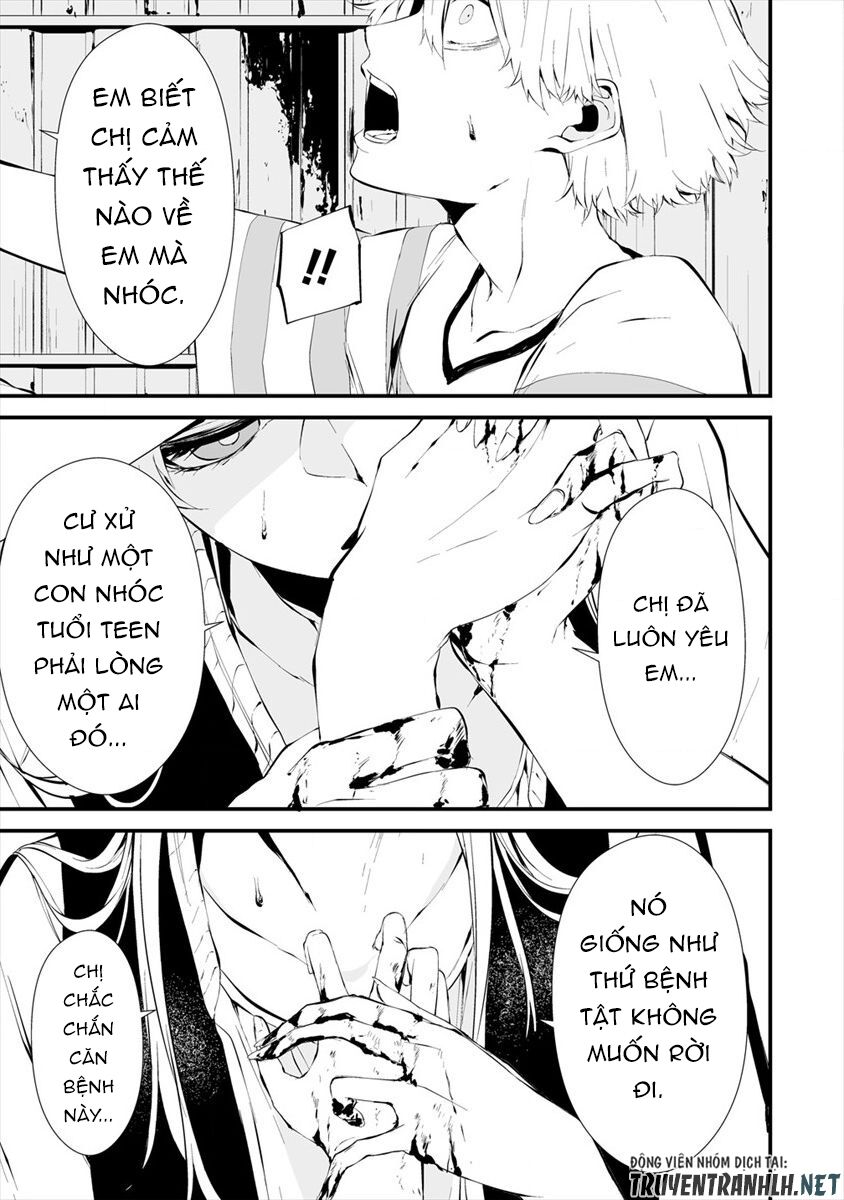 EM BIẾT
CHỊ CẢM
THẤY THẾ
NÀO VỀ
EM MÀ
NHÓC.
!!
CHỊ ĐÃ
LUÔN YÊU
EM...
CƯ XỬ
NHƯ MỘT
CON NHÓC
TUỔI TEEN
PHẢI LÒNG
MỘT AI
ĐÓ...
NÓ
GIỐNG NHƯ
THỨ BỆNH
TẬT KHÔNG
MUỐN RỜI
ĐI.
CHỊ
CHẮC
CHẮN
CĂN
BỆNH
NÀY...
ĐỘNG VIÊN NHÓM DỊCH TẠI:
TRUYENTRANHLH.NET